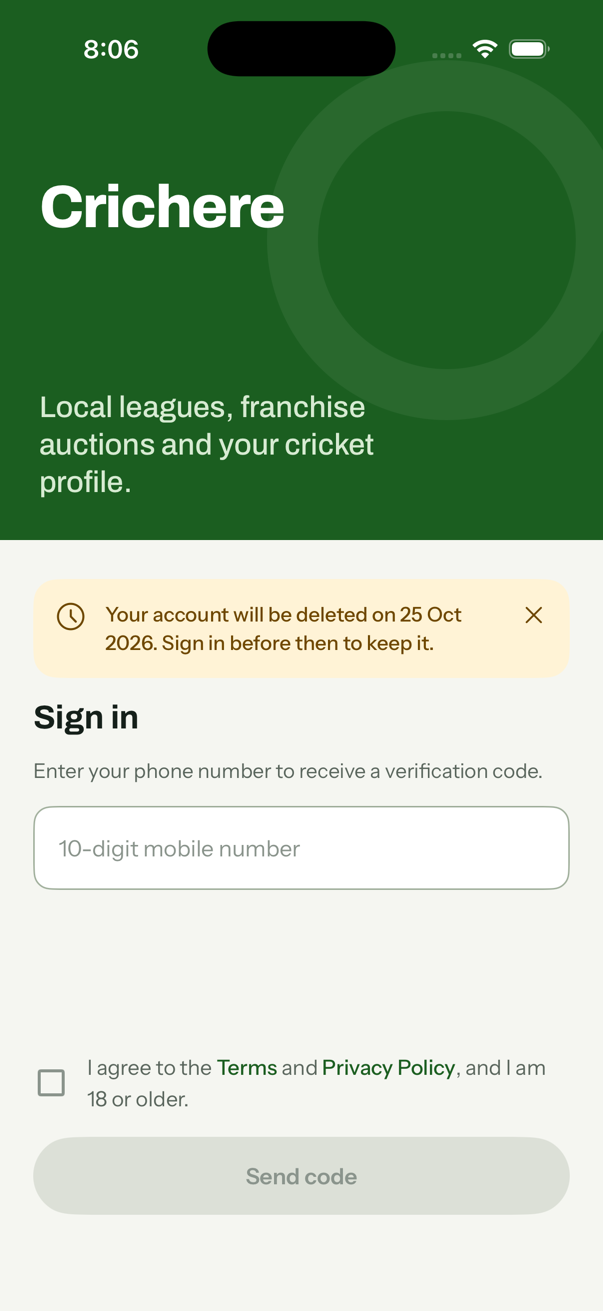 8:06
Crichere
Local leagues, franchise
auctions and your cricket
profile.
Your account will be deleted on 25 Oct
2026. Sign in before then to keep it.
Sign in
Enter your phone number to receive a verification code.
10-digit mobile number
I agree to the Terms and Privacy Policy, and I am
18 or older.
Send code